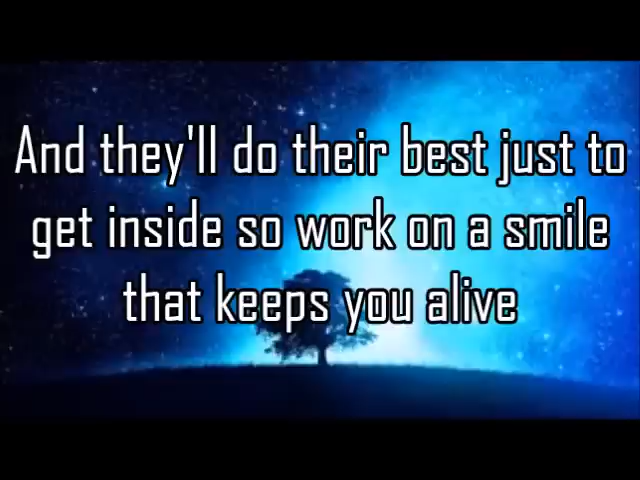 And they'll do their best just to
get inside so work on a smile
that keeps you alive